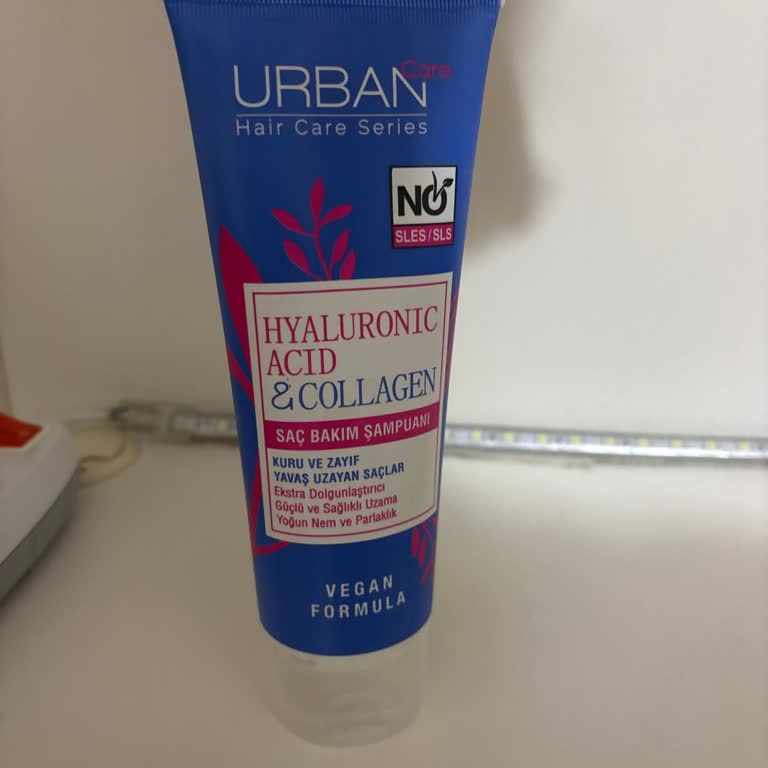 URBAN Care
Hair Care Series
NO
SLES / SLS
HYALURONIC
ACID
& COLLAGEN
SAÇ BAKIM ŞAMPUANI
KURU VE ZAYIF
YAVAŞ UZAYAN SAÇLAR
Ekstra Dolgunlaştırıcı
Güçlü ve Sağlıklı Uzama
Yoğun Nem ve Parlaklık
VEGAN
FORMULA